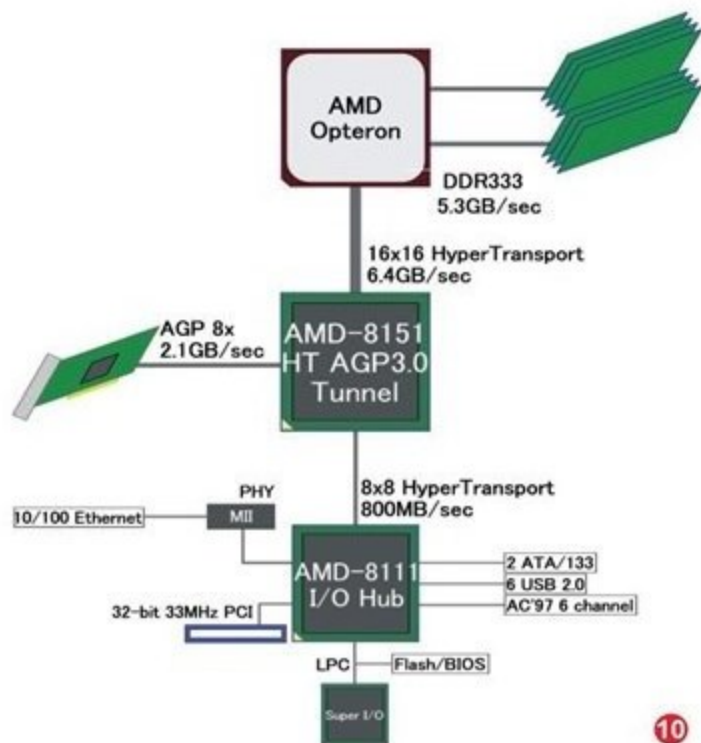 AMD
Opteron
DDR333
5.3GB/sec
16x16 HyperTransport
6.4GB/sec
AGP 8x
2.1GB/sec
AMD-8151
HT AGP3.0
Tunnel
8x8 HyperTransport
800MB/sec
PHY
10/100 Ethernet
MII
AMD-8111
I/O Hub
2 ATA/133
6 USB 2.0
AC'97 6 channel
32-bit 33MHz PCI
LPC
Flash/BIOS
Super I/O
10